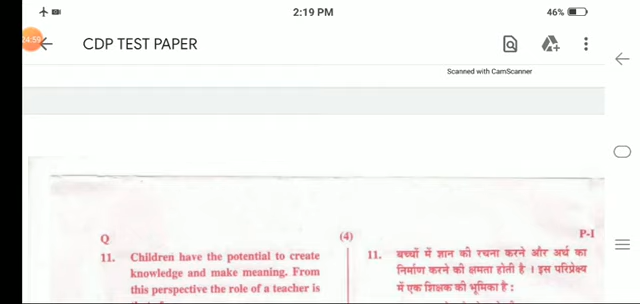 2:19 PM
46%
24:59
CDP TEST PAPER
Scanned with CamScanner
Q
(4)
P-I
11. Children have the potential to create
knowledge and make meaning. From
this perspective the role of a teacher is
11. बच्चों में ज्ञान की रचना करने और अर्थ का
निर्माण करने की क्षमता होती है । इस परिप्रेक्ष्य
में एक शिक्षक की भूमिका है :